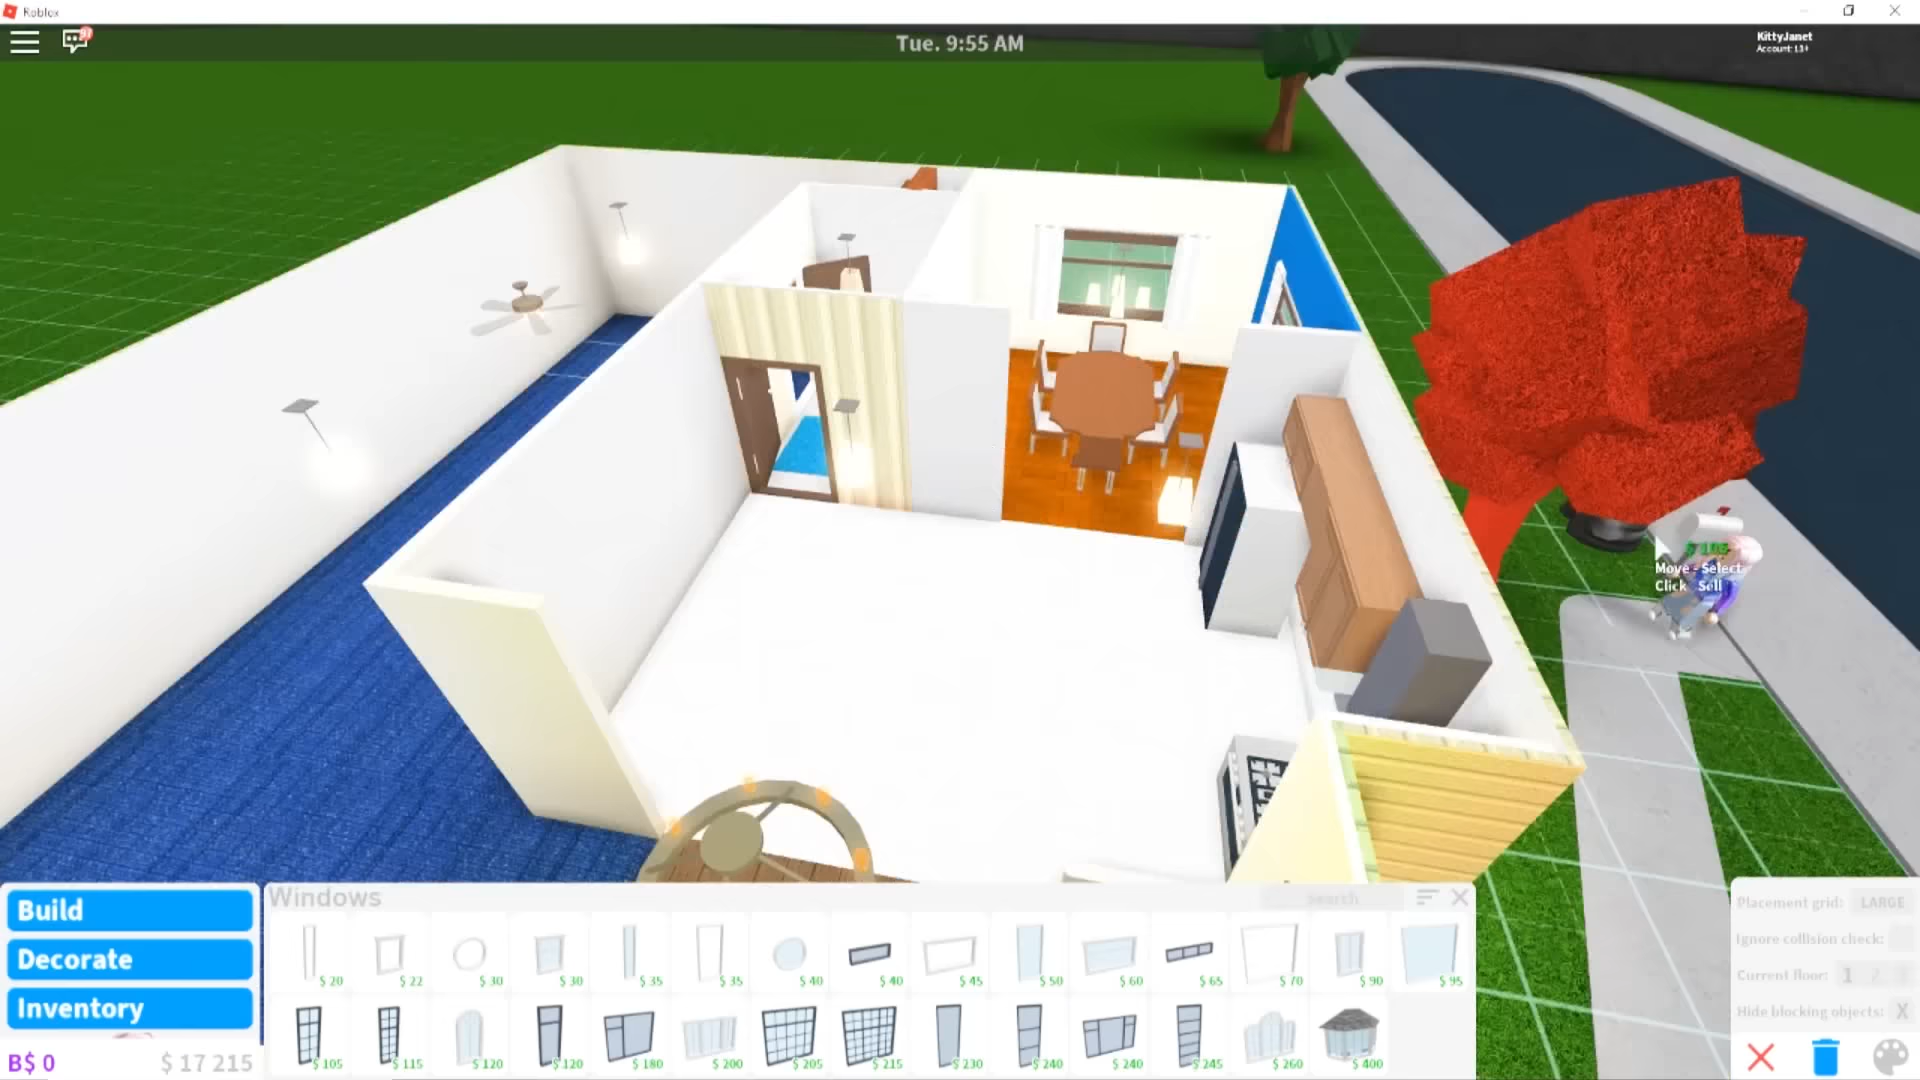 Roblox
97
Tue. 9:55 AM
KittyJanet
Account: 13+
Move - Select
Click - Sell
Build
Decorate
Inventory
B$ 0
$ 17 215
Windows
Search
$ 20
$ 22
$ 30
$ 30
$ 35
$ 35
$ 40
$ 40
$ 45
$ 50
$ 60
$ 65
$ 70
$ 90
$ 95
$ 105
$ 115
$ 120
$ 120
$ 180
$ 200
$ 205
$ 215
$ 230
$ 240
$ 240
$ 245
$ 260
$ 400
Placement grid: LARGE
Ignore collision check:
Current floor: 1 2
Hide blocking objects: X